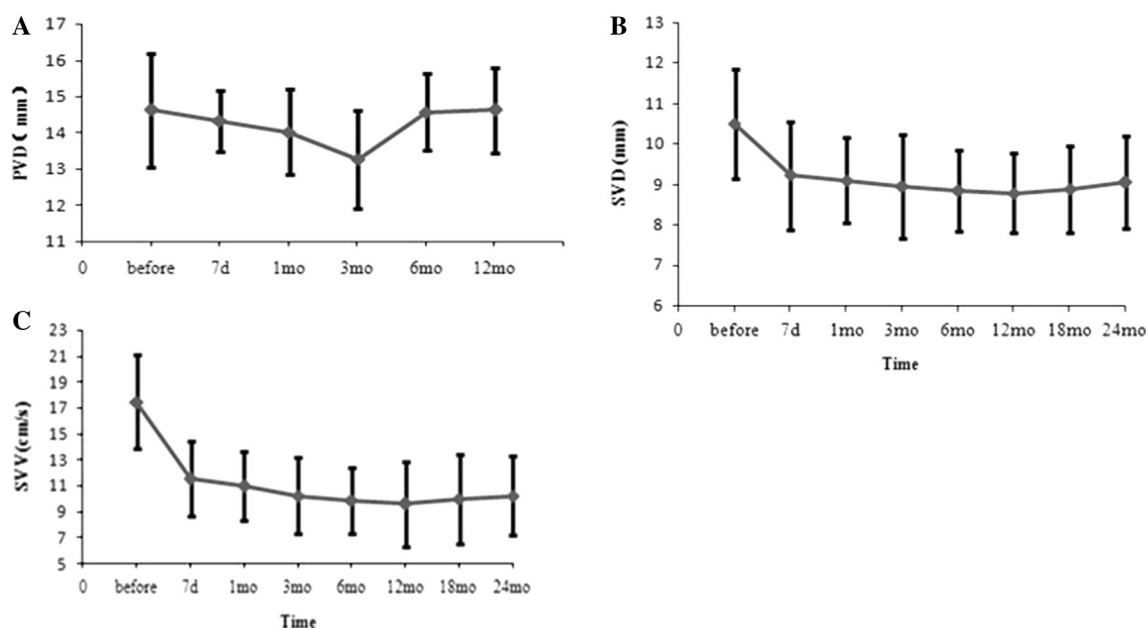 A
PVD( mm)
17
16
15
14
13
12
11
0 before 7d 1mo 3mo 6mo 12mo
B
SVD(mm)
13
12
11
10
9
8
7
6
0 before 7d 1mo 3mo 6mo 12mo 18mo 24mo
Time
C
SVV(cm/s)
23
21
19
17
15
13
11
9
7
5
0 before 7d 1mo 3mo 6mo 12mo 18mo 24mo
Time